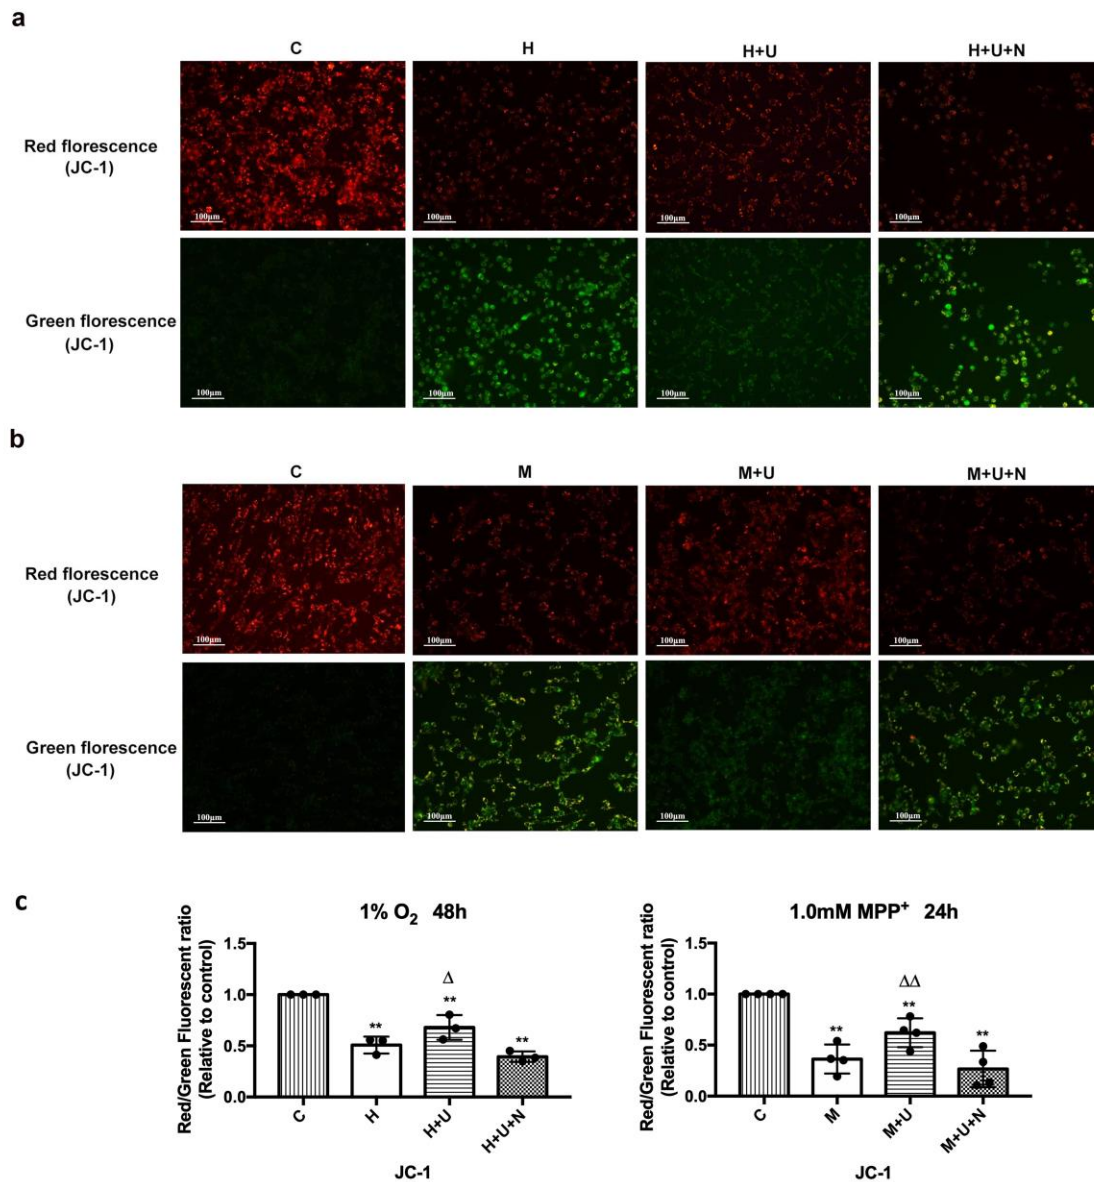 a
C H H+U H+U+N
Red florescence
(JC-1)
100μm 100μm 100μm 100μm
Green florescence
(JC-1)
100μm 100μm 100μm 100μm
b
C M M+U M+U+N
Red florescence
(JC-1)
100μm 100μm 100μm 100μm
Green florescence
(JC-1)
100μm 100μm 100μm 100μm
c
1% O₂ 48h
Red/Green Fluorescent ratio
(Relative to control)
1.5
1.0
0.5
0.0
**
Δ
**
**
C H H+U H+U+N
JC-1
1.0mM MPP⁺ 24h
Red/Green Fluorescent ratio
(Relative to control)
1.5
1.0
0.5
0.0
**
ΔΔ
**
**
C M M+U M+U+N
JC-1